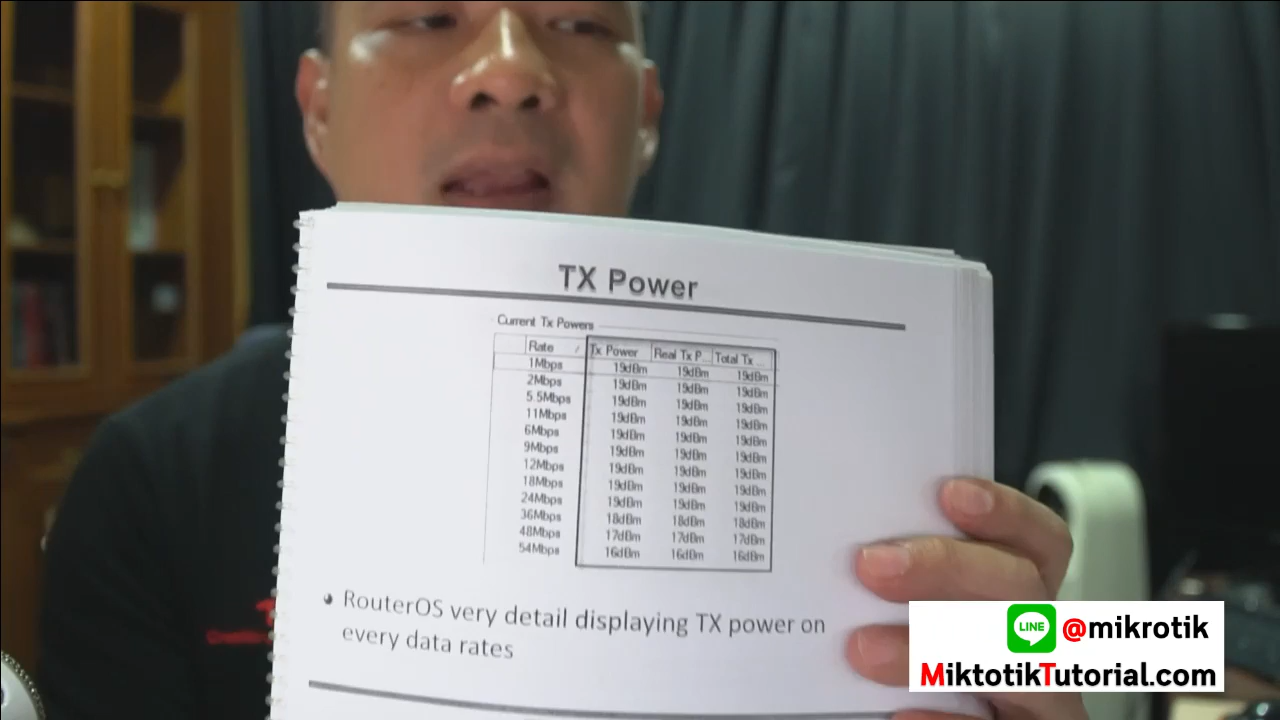 TX Power
Current Tx Powers
Rate / Tx Power Real Tx P... Total Tx ...
1Mbps 19dBm 19dBm 19dBm
2Mbps 19dBm 19dBm 19dBm
5.5Mbps 19dBm 19dBm 19dBm
11Mbps 19dBm 19dBm 19dBm
6Mbps 19dBm 19dBm 19dBm
9Mbps 19dBm 19dBm 19dBm
12Mbps 19dBm 19dBm 19dBm
18Mbps 19dBm 19dBm 19dBm
24Mbps 19dBm 19dBm 19dBm
36Mbps 18dBm 18dBm 18dBm
48Mbps 17dBm 17dBm 17dBm
54Mbps 16dBm 16dBm 16dBm
RouterOS very detail displaying TX power on
every data rates
LINE @mikrotik
MiktotikTutorial.com